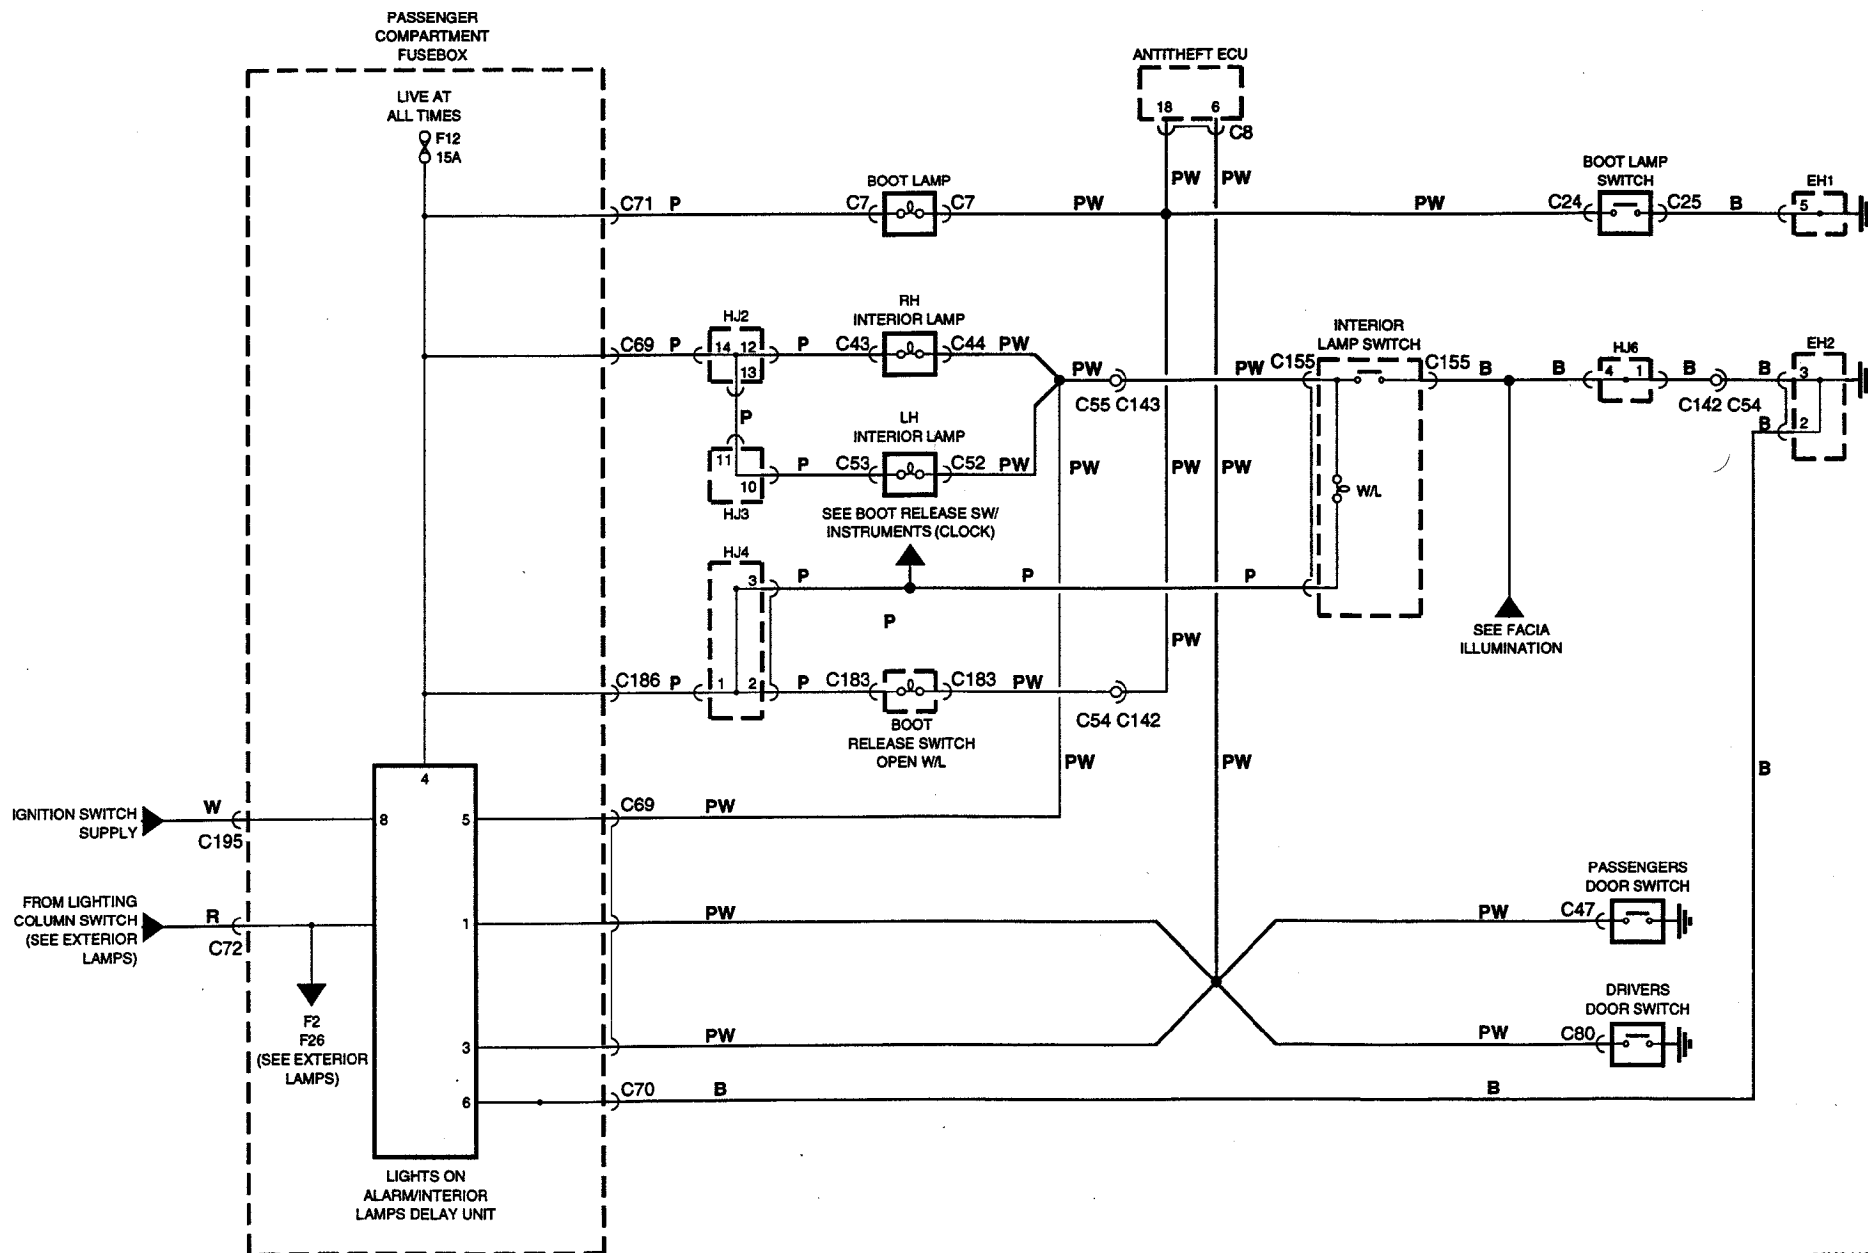 PASSENGER
COMPARTMENT
FUSEBOX
LIVE AT
ALL TIMES
F12
15A
ANTITHEFT ECU
18 6
C8
PW PW
C71 P
BOOT LAMP
C7 C7
PW
PW
BOOT LAMP
SWITCH
C24 C25
B
EH1
5
C69 P
HJ2
14 12
13
P
RH
INTERIOR LAMP
C43 C44
PW
P
11
10
HJ3
P
LH
INTERIOR LAMP
C53 C52
PW
PW
C55 C143
PW
INTERIOR
LAMP SWITCH
C155 C155
W/L
B
B
HJ6
4 1
B
C142 C54
B
B
EH2
3
2
PW
PW PW
SEE BOOT RELEASE SW/
INSTRUMENTS (CLOCK)
HJ4
3
P
P
P
P
SEE FACIA
ILLUMINATION
PW
C186 P
1 2
P
C183 C183
PW
C54 C142
BOOT
RELEASE SWITCH
OPEN W/L
PW
PW
B
4
IGNITION SWITCH
SUPPLY
W
C195
8
5
C69
PW
FROM LIGHTING
COLUMN SWITCH
(SEE EXTERIOR
LAMPS)
R
C72
1
PW
PASSENGERS
DOOR SWITCH
PW
C47
F2
F26
(SEE EXTERIOR
LAMPS)
3
PW
DRIVERS
DOOR SWITCH
PW
C80
6
C70
B
B
LIGHTS ON
ALARM/INTERIOR
LAMPS DELAY UNIT